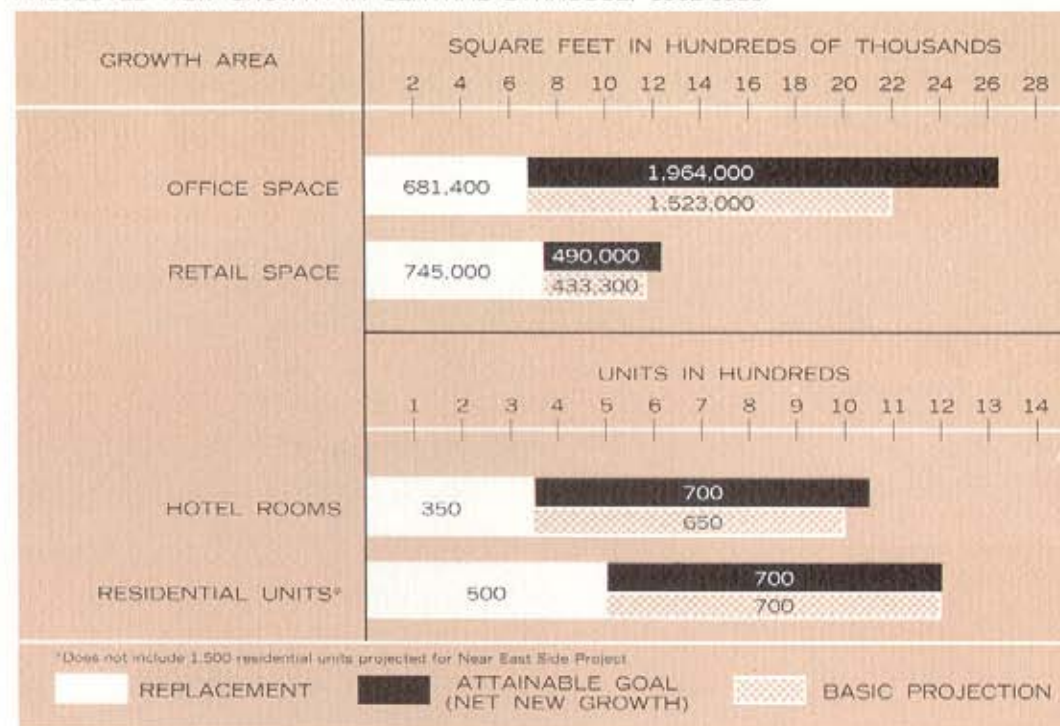 GROWTH AREA
SQUARE FEET IN HUNDREDS OF THOUSANDS
2 4 6 8 10 12 14 16 18 20 22 24 26 28
OFFICE SPACE
681,400
1,964,000
1,523,000
RETAIL SPACE
745,000
490,000
433,300
UNITS IN HUNDREDS
1 2 3 4 5 6 7 8 9 10 11 12 13 14
HOTEL ROOMS
350
700
650
RESIDENTIAL UNITS*
500
700
700
*Does not include 1,500 residential units projected for Near East Side Project
REPLACEMENT
ATTAINABLE GOAL
(NET NEW GROWTH)
BASIC PROJECTION